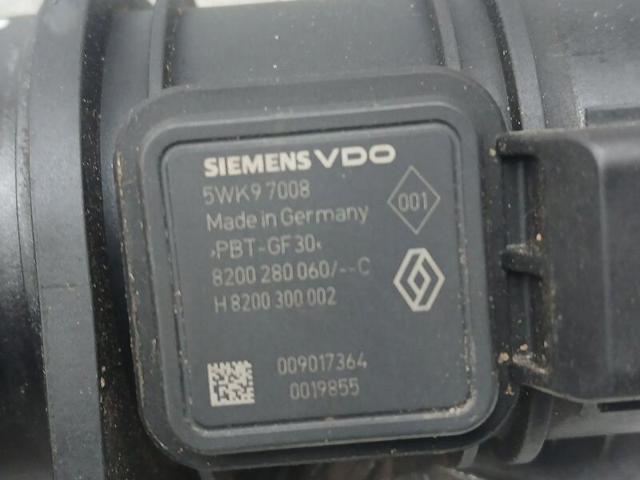 SIEMENS VDO
5WK9 7008
001
Made in Germany
>PBT-GF30<
8200 280 060/--C
H 8200 300 002
009017364
0019855